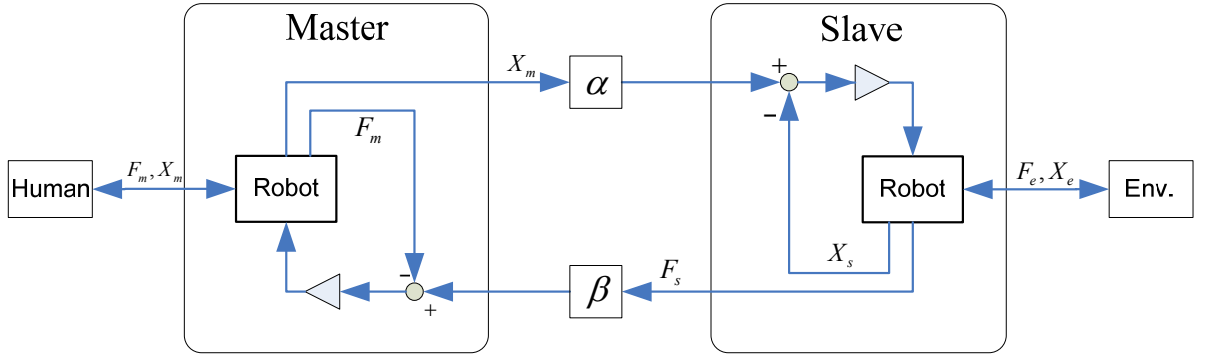 Master
Slave
X_m
α
+
−
F_m
Human
F_m, X_m
Robot
Robot
F_e, X_e
Env.
X_s
−
+
β
F_s